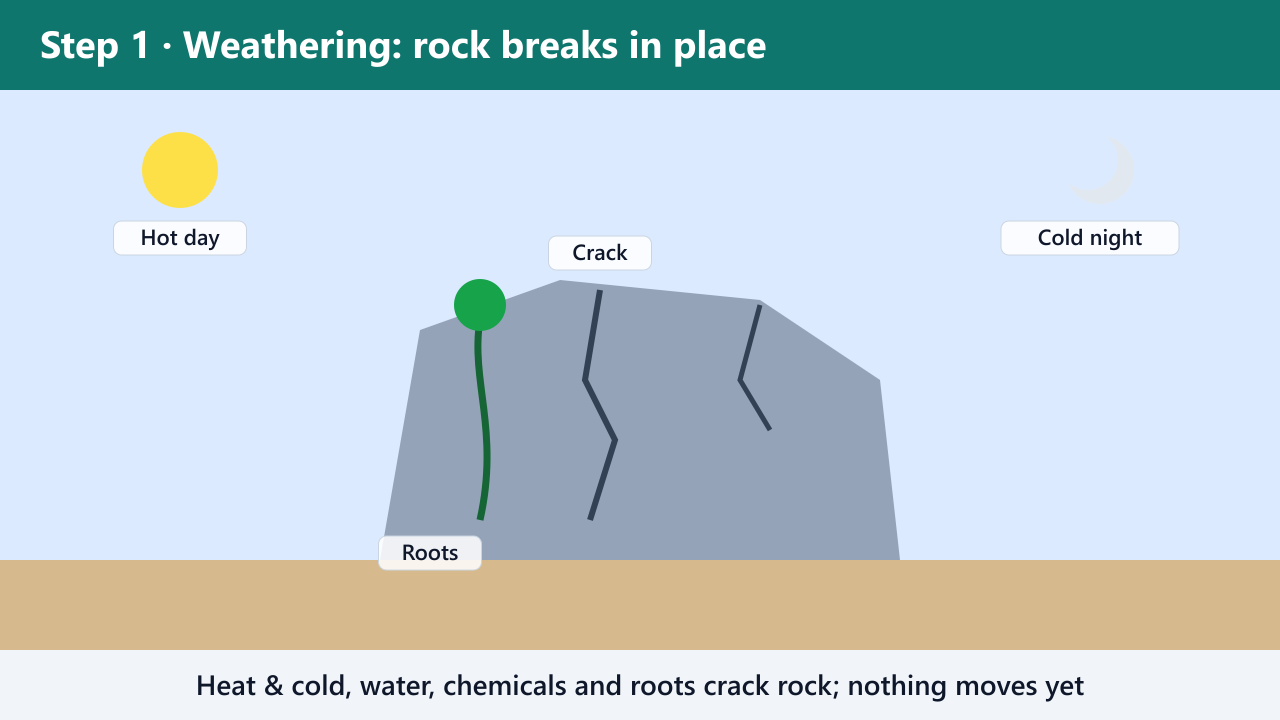 Step 1 · Weathering: rock breaks in place
Hot day
Cold night
Crack
Roots
Heat & cold, water, chemicals and roots crack rock; nothing moves yet